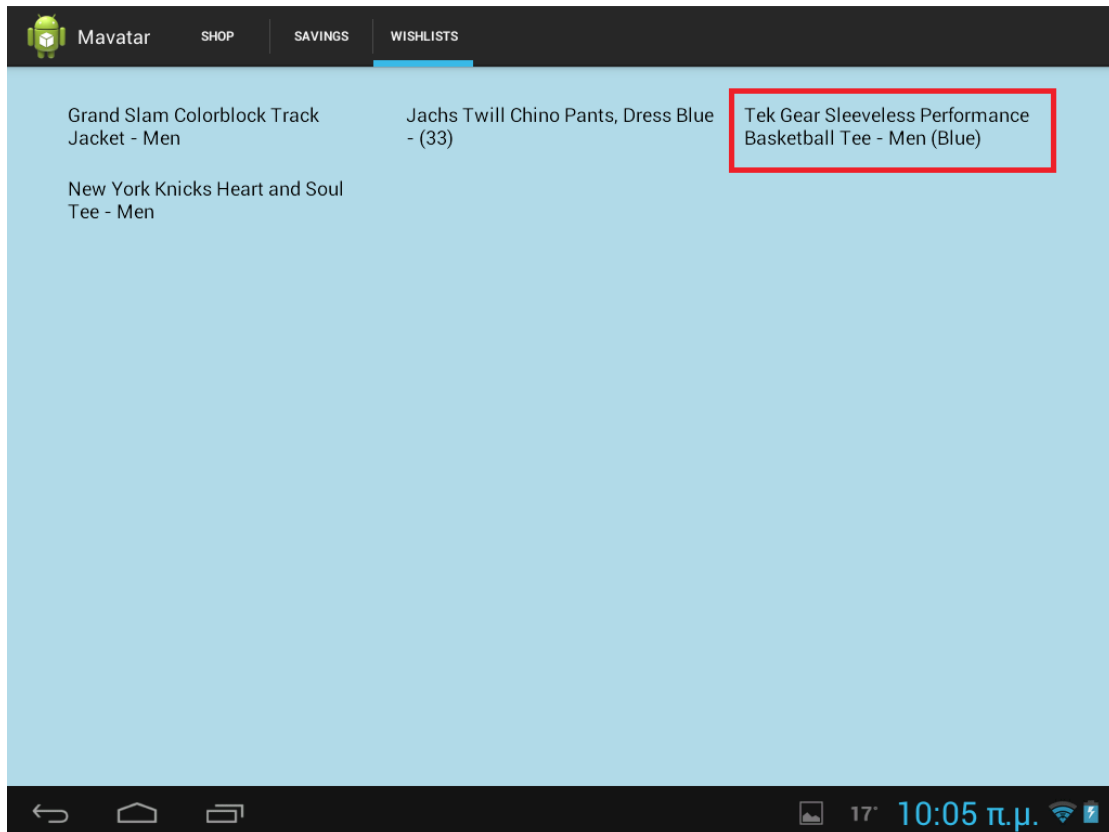 Mavatar SHOP SAVINGS WISHLISTS
Grand Slam Colorblock Track
Jacket - Men
Jachs Twill Chino Pants, Dress Blue
- (33)
Tek Gear Sleeveless Performance
Basketball Tee - Men (Blue)
New York Knicks Heart and Soul
Tee - Men
17° 10:05 π.μ.